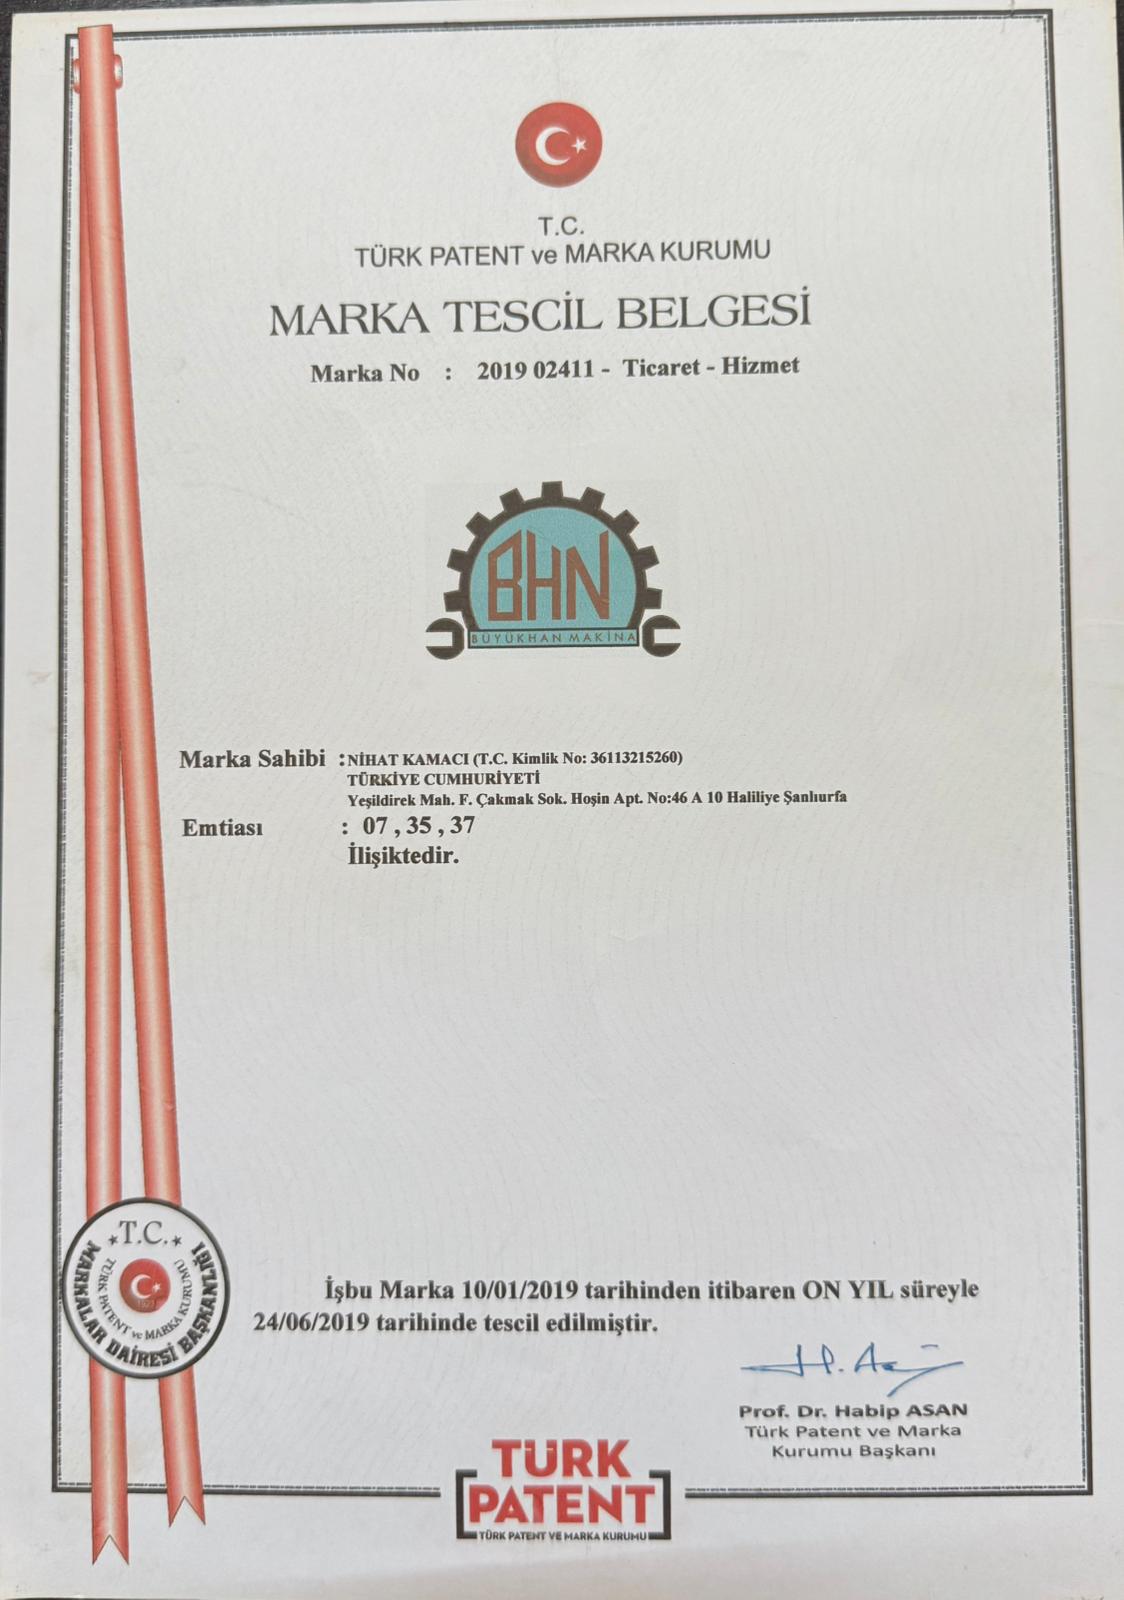 T.C.
TÜRK PATENT ve MARKA KURUMU
MARKA TESCİL BELGESİ
Marka No : 2019 02411 - Ticaret - Hizmet
BHN
BÜYÜKHAN MAKİNA
Marka Sahibi : NİHAT KAMACI (T.C. Kimlik No: 36113215260)
TÜRKİYE CUMHURİYETİ
Yeşildirek Mah. F. Çakmak Sok. Hoşin Apt. No:46 A 10 Haliliye Şanlıurfa
Emtiası : 07 , 35 , 37
İlişiktedir.
T.C.
TÜRK PATENT ve MARKA KURUMU
MARKALAR DAİRESİ BAŞKANLIĞI
İşbu Marka 10/01/2019 tarihinden itibaren ON YIL süreyle
24/06/2019 tarihinde tescil edilmiştir.
H. Asan
Prof. Dr. Habip ASAN
Türk Patent ve Marka
Kurumu Başkanı
TÜRK
PATENT
TÜRK PATENT VE MARKA KURUMU